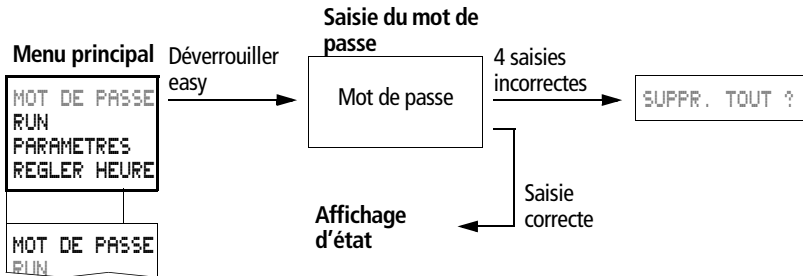 Saisie du mot de
passe
Menu principal
Déverrouiller
easy
4 saisies
incorrectes
MOT DE PASSE
RUN
PARAMETRES
REGLER HEURE
Mot de passe
SUPPR. TOUT ?
Saisie
correcte
Affichage
d'état
MOT DE PASSE
RUN